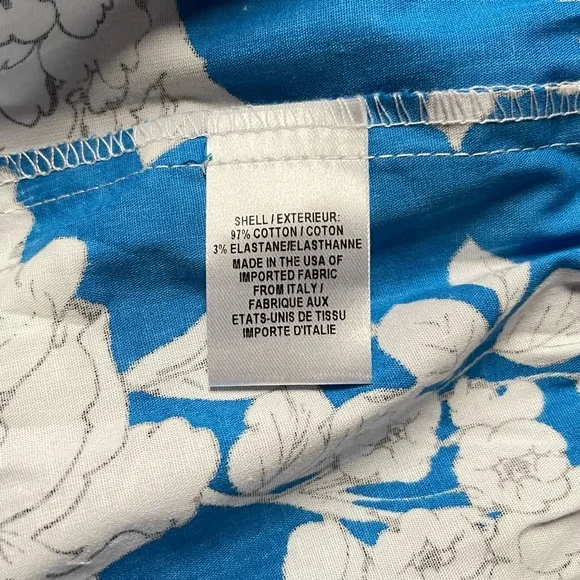 SHELL / EXTERIEUR:
97% COTTON / COTON
3% ELASTANE/ELASTHANNE
MADE IN THE USA OF
IMPORTED FABRIC
FROM ITALY /
FABRIQUE AUX
ETATS-UNIS DE TISSU
IMPORTE D'ITALIE